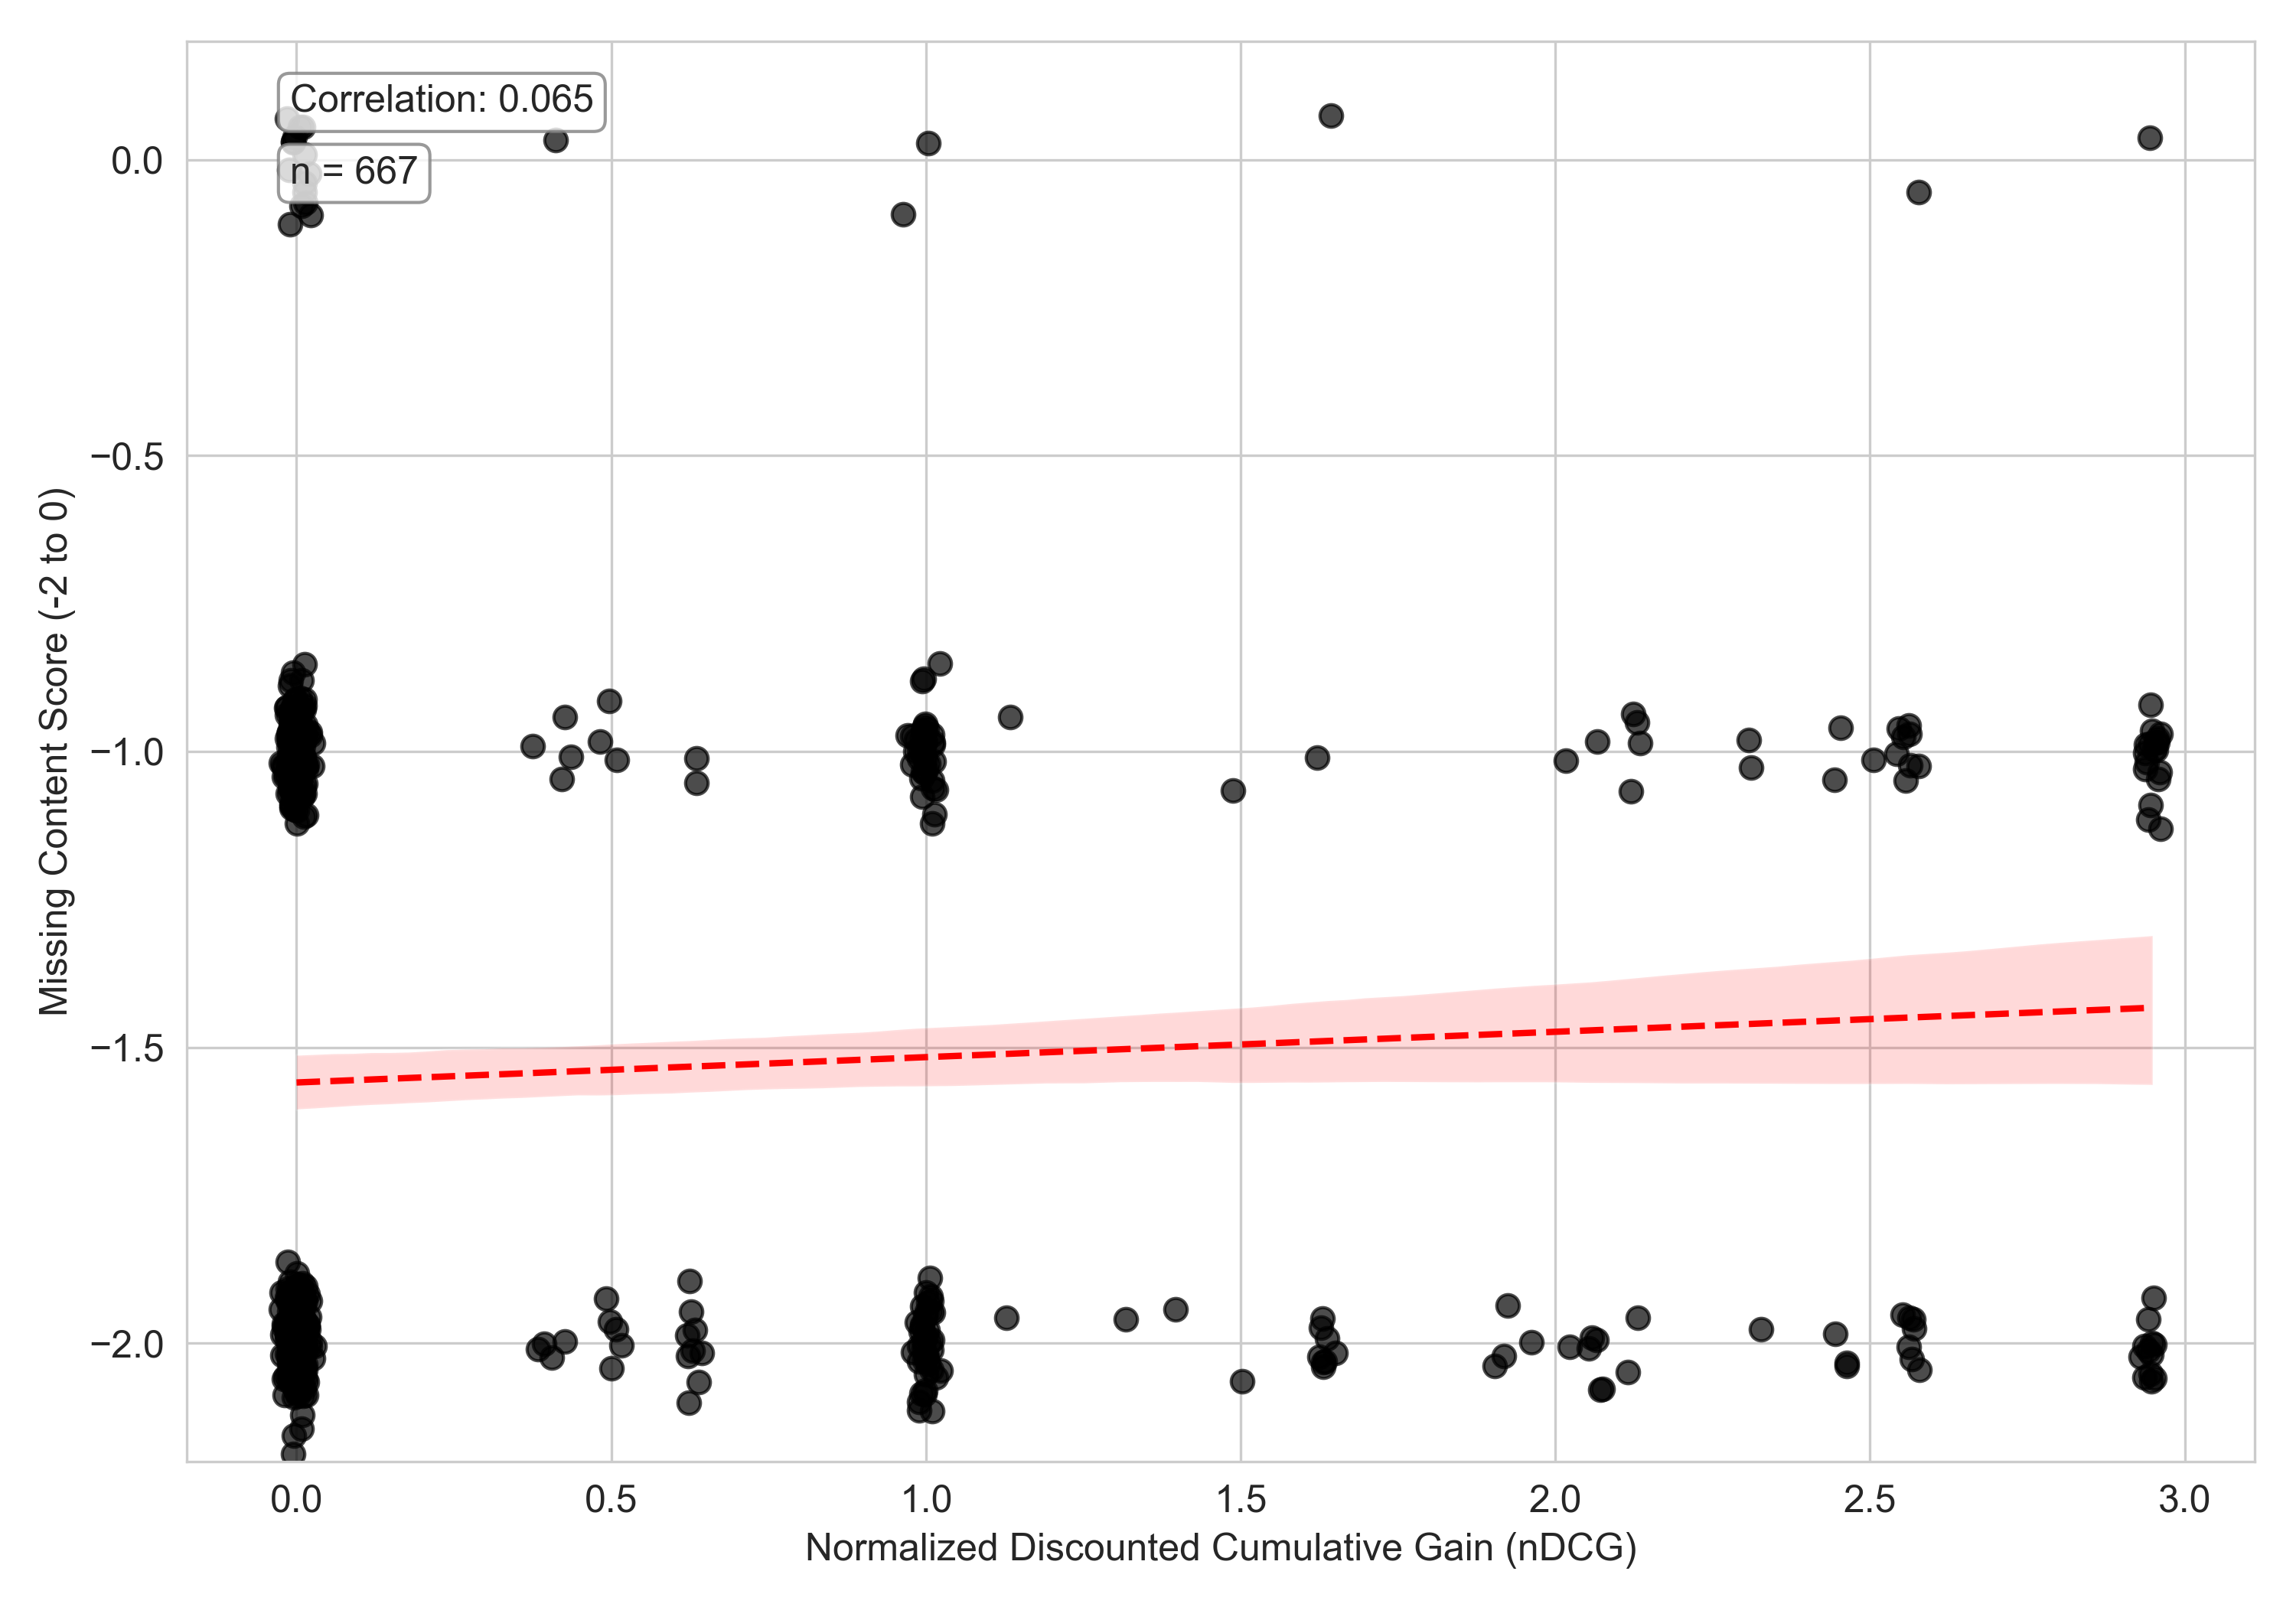 Correlation: 0.065
n = 667
0.0
−0.5
−1.0
−1.5
−2.0
Missing Content Score (-2 to 0)
0.0 0.5 1.0 1.5 2.0 2.5 3.0
Normalized Discounted Cumulative Gain (nDCG)